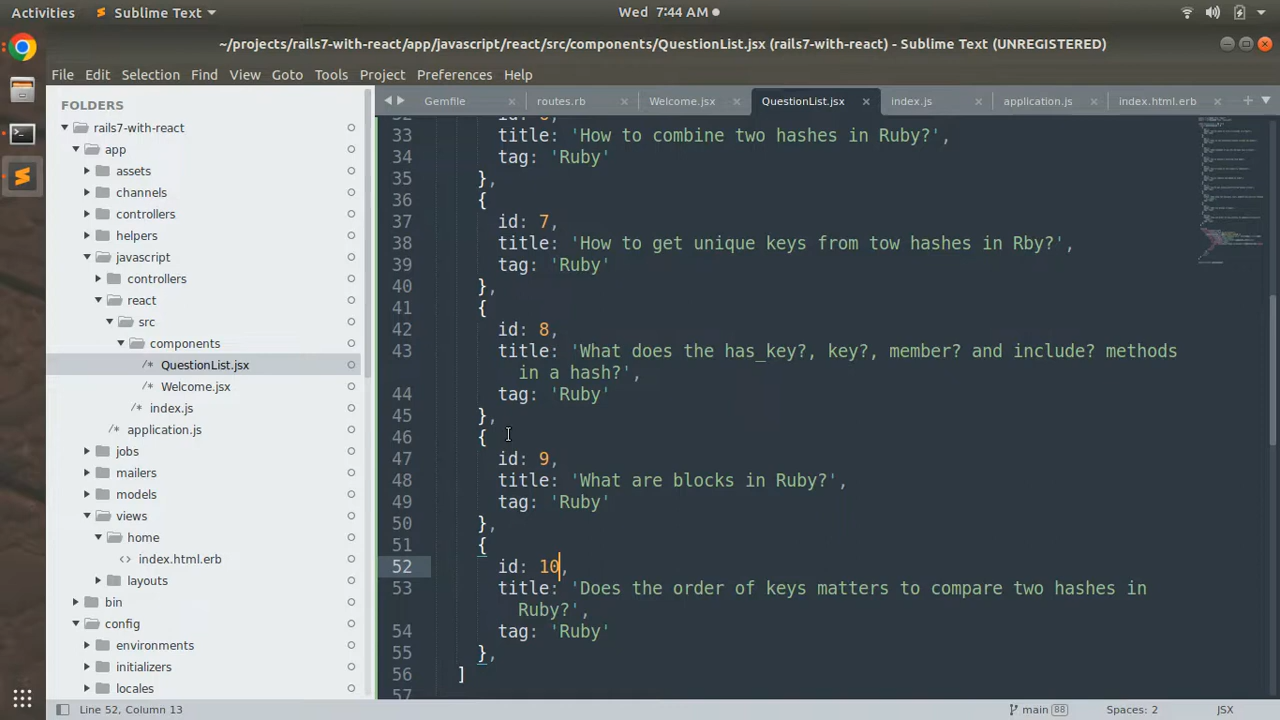 Activities Sublime Text Wed 7:44 AM
~/projects/rails7-with-react/app/javascript/react/src/components/QuestionList.jsx (rails7-with-react) - Sublime Text (UNREGISTERED)
File Edit Selection Find View Goto Tools Project Preferences Help
FOLDERS
rails7-with-react
app
assets
channels
controllers
helpers
javascript
controllers
react
src
components
/* QuestionList.jsx
/* Welcome.jsx
/* index.js
/* application.js
jobs
mailers
models
views
home
<> index.html.erb
layouts
bin
config
environments
initializers
locales
Gemfile × routes.rb × Welcome.jsx × QuestionList.jsx × index.js × application.js × index.html.erb × +
33 title: 'How to combine two hashes in Ruby?',
34 tag: 'Ruby'
35 },
36 {
37 id: 7,
38 title: 'How to get unique keys from tow hashes in Rby?',
39 tag: 'Ruby'
40 },
41 {
42 id: 8,
43 title: 'What does the has_key?, key?, member? and include? methods
in a hash?',
44 tag: 'Ruby'
45 },
46 {
47 id: 9,
48 title: 'What are blocks in Ruby?',
49 tag: 'Ruby'
50 },
51 {
52 id: 10,
53 title: 'Does the order of keys matters to compare two hashes in
Ruby?',
54 tag: 'Ruby'
55 },
56 ]
57
Line 52, Column 13 main 88 Spaces: 2 JSX